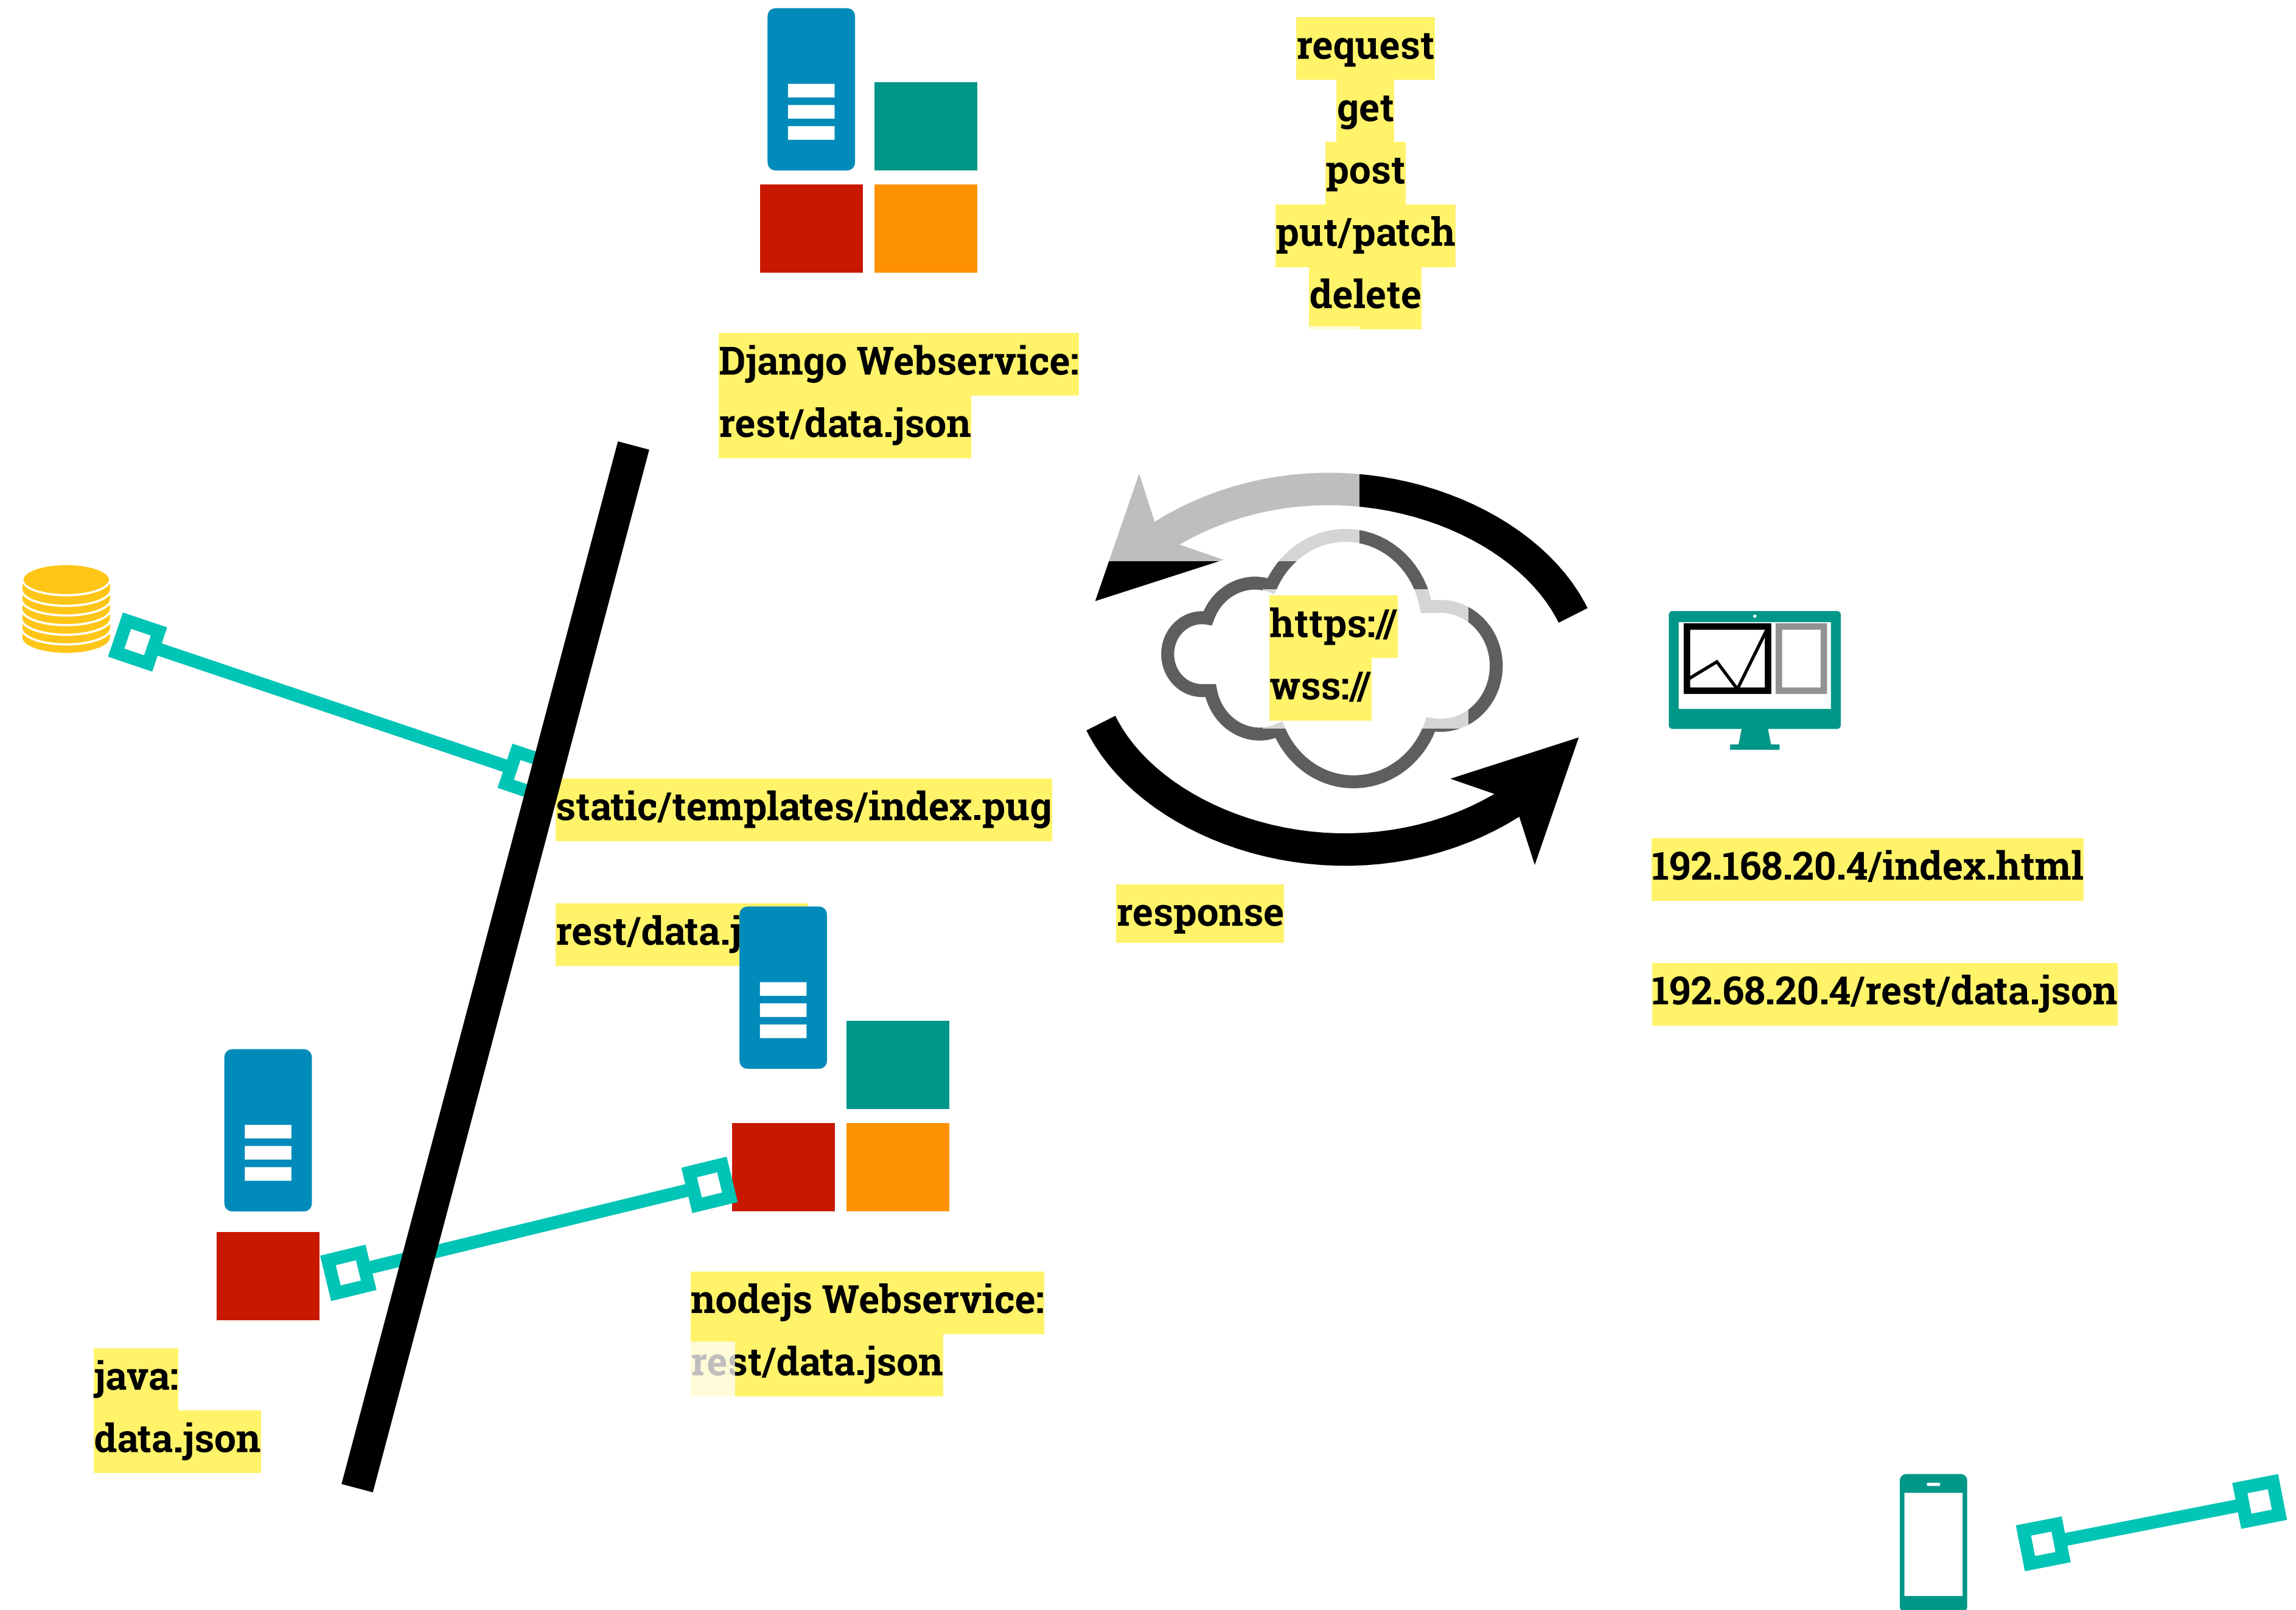 request
get
post
put/patch
delete
Django Webservice:
rest/data.json
https://
wss://
static/templates/index.pug
rest/data.j
response
192.168.20.4/index.html
192.68.20.4/rest/data.json
nodejs Webservice:
rest/data.json
java:
data.json